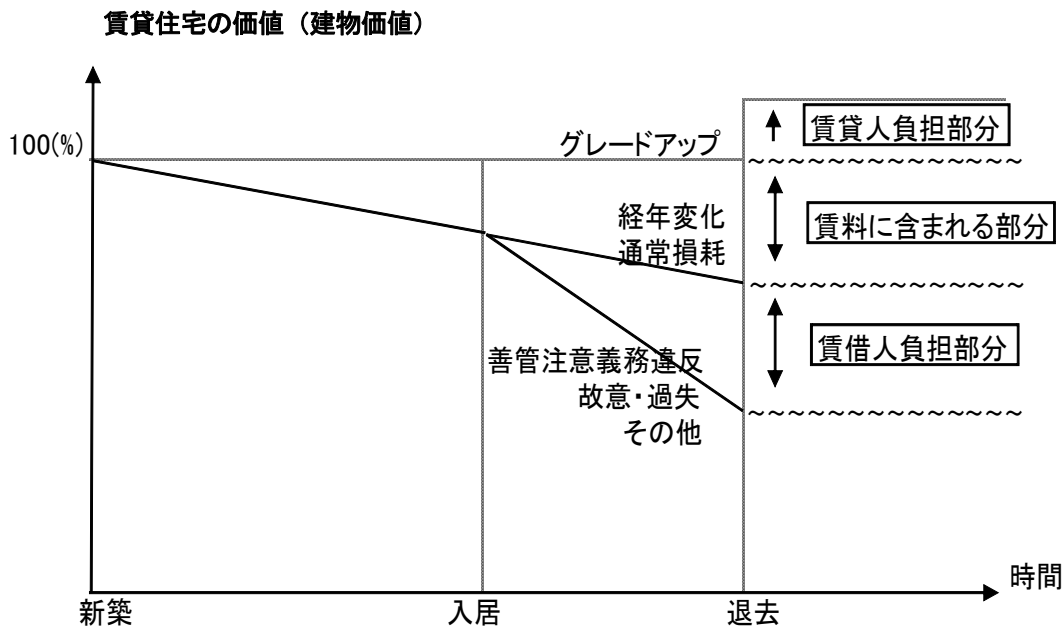 賃貸住宅の価値（建物価値）
100(%)
グレードアップ
賃貸人負担部分
経年変化
通常損耗
賃料に含まれる部分
善管注意義務違反
故意・過失
その他
賃借人負担部分
時間
新築
入居
退去